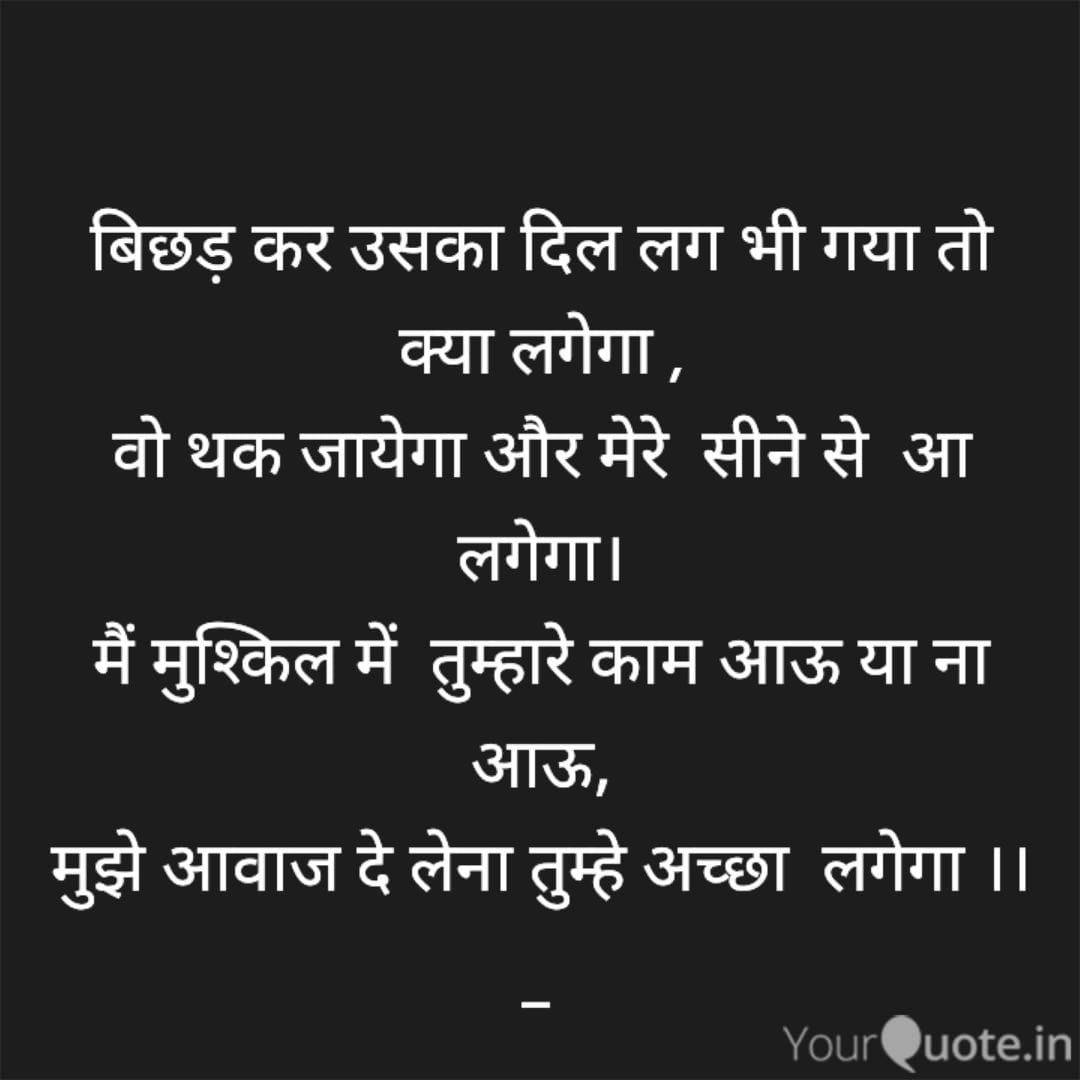 बिछड़ कर उसका दिल लग भी गया तो
क्या लगेगा ,
वो थक जायेगा और मेरे सीने से आ
लगेगा।
मैं मुश्किल में तुम्हारे काम आऊ या ना
आऊ,
मुझे आवाज दे लेना तुम्हे अच्छा लगेगा ।।
–
YourQuote.in